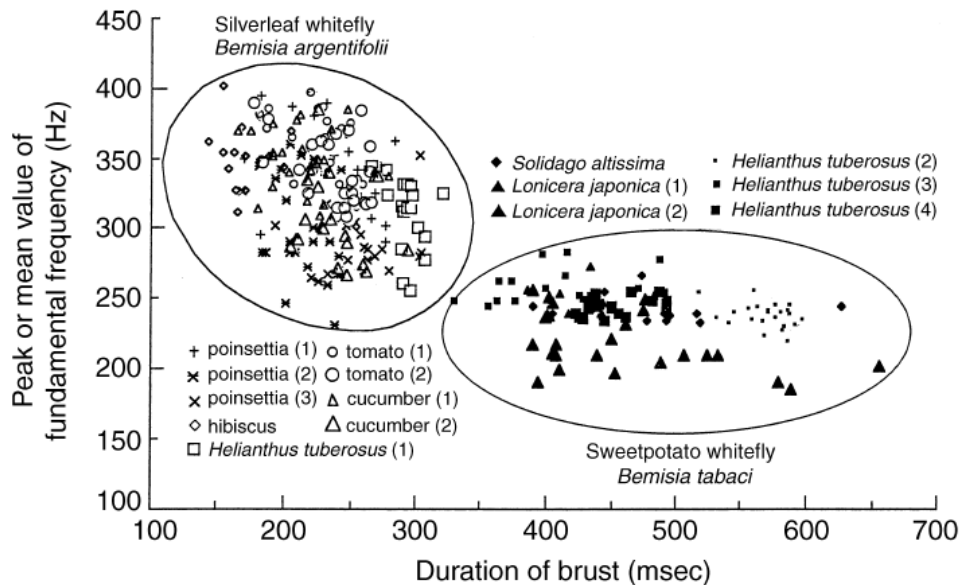 450
400
350
300
250
200
150
100
Peak or mean value of
fundamental frequency (Hz)
Silverleaf whitefly
Bemisia argentifolii
Solidago altissima
Lonicera japonica (1)
Lonicera japonica (2)
Helianthus tuberosus (2)
Helianthus tuberosus (3)
Helianthus tuberosus (4)
poinsettia (1)
poinsettia (2)
poinsettia (3)
hibiscus
Helianthus tuberosus (1)
tomato (1)
tomato (2)
cucumber (1)
cucumber (2)
Sweetpotato whitefly
Bemisia tabaci
100 200 300 400 500 600 700
Duration of brust (msec)